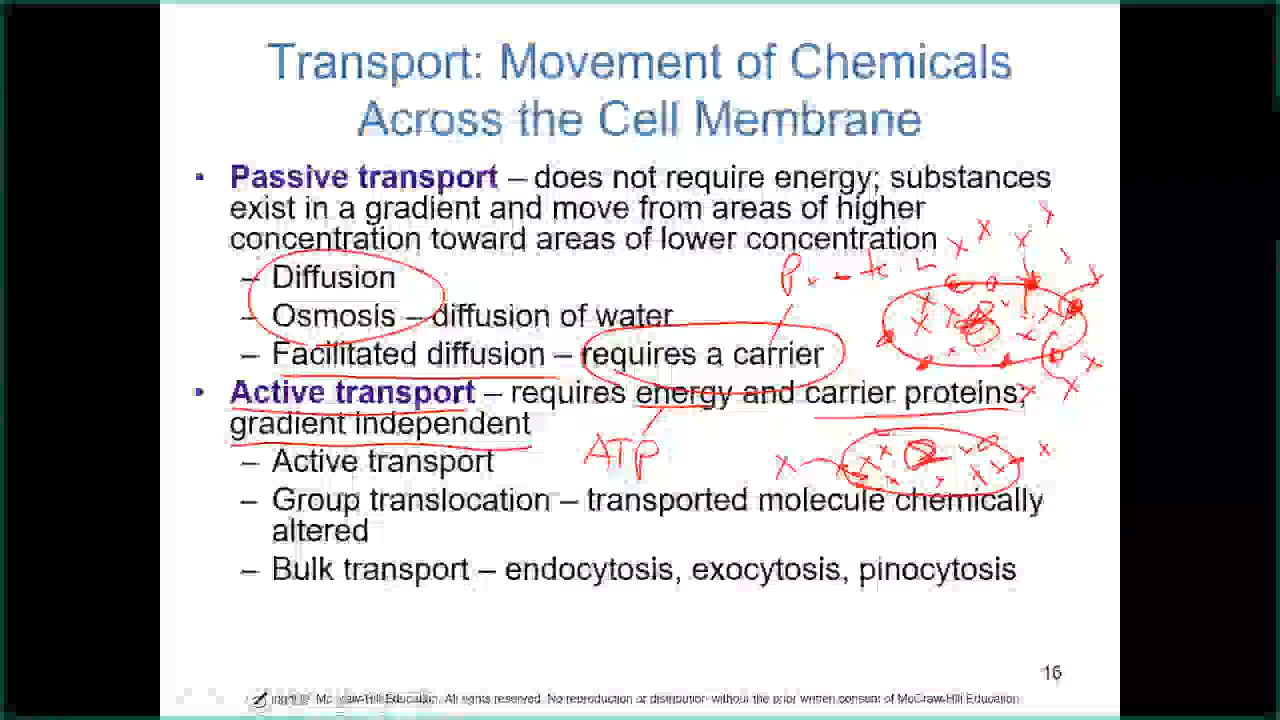 Transport: Movement of Chemicals
Across the Cell Membrane
• Passive transport – does not require energy; substances
exist in a gradient and move from areas of higher
concentration toward areas of lower concentration
– Diffusion
– Osmosis – diffusion of water
– Facilitated diffusion – requires a carrier
Protein
• Active transport – requires energy and carrier proteins;
gradient independent
ATP
– Active transport
– Group translocation – transported molecule chemically
altered
– Bulk transport – endocytosis, exocytosis, pinocytosis
16
McGraw-Hill Education. All rights reserved. No reproduction or distribution without the prior written consent of McGraw-Hill Education